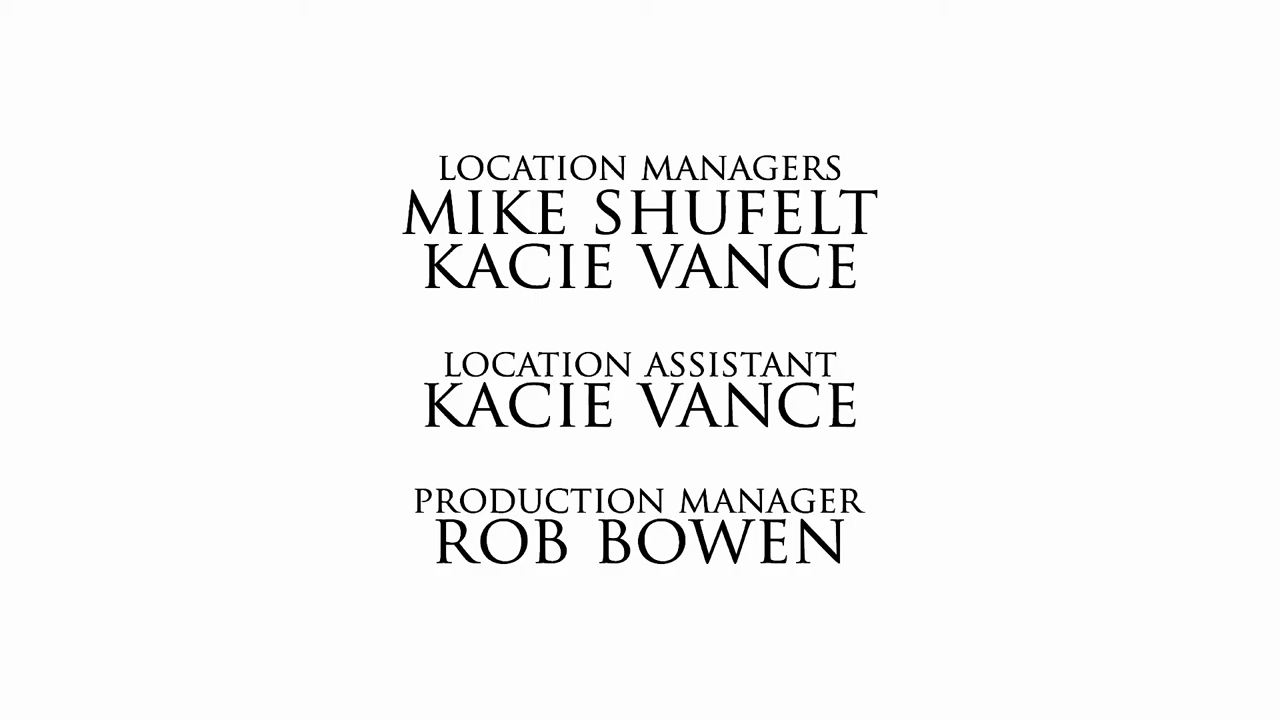 LOCATION MANAGERS
MIKE SHUFELT
KACIE VANCE
LOCATION ASSISTANT
KACIE VANCE
PRODUCTION MANAGER
ROB BOWEN